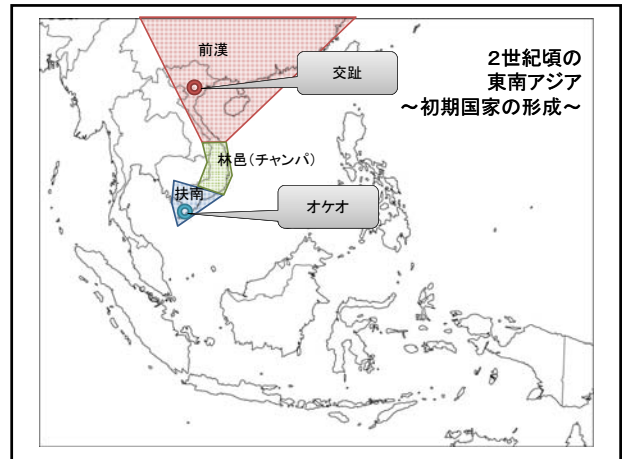 2世紀頃の
東南アジア
～初期国家の形成～
前漢
交趾
林邑(チャンパ)
扶南
オケオ